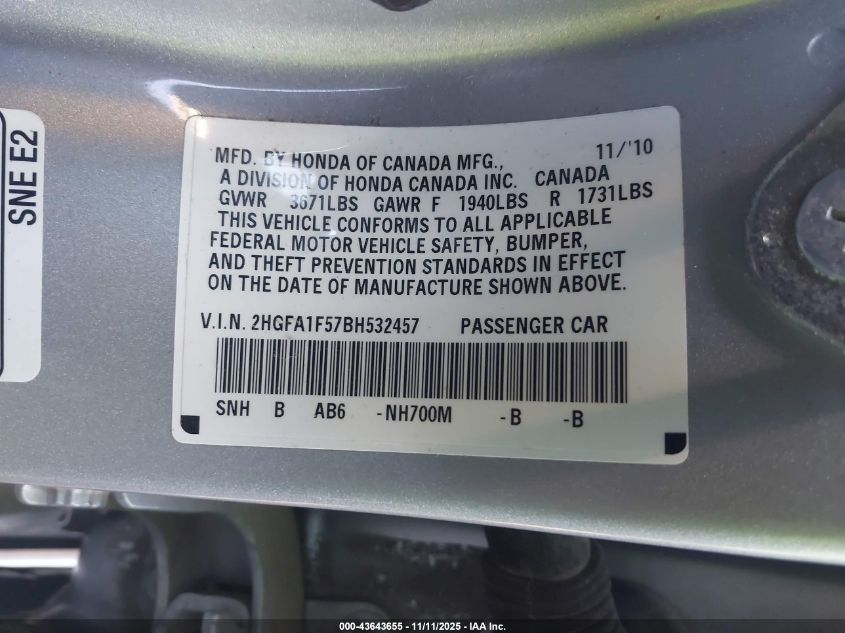 SNE E2
MFD. BY HONDA OF CANADA MFG., 11/'10
A DIVISION OF HONDA CANADA INC. CANADA
GVWR 3671LBS GAWR F 1940LBS R 1731LBS
THIS VEHICLE CONFORMS TO ALL APPLICABLE
FEDERAL MOTOR VEHICLE SAFETY, BUMPER,
AND THEFT PREVENTION STANDARDS IN EFFECT
ON THE DATE OF MANUFACTURE SHOWN ABOVE.
V.I.N. 2HGFA1F57BH532457 PASSENGER CAR
SNH B AB6 -NH700M -B -B
000-43643655 - 11/11/2025 - IAA Inc.